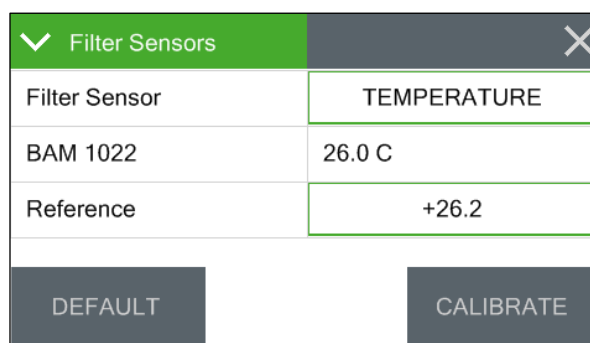 Filter Sensors
Filter Sensor TEMPERATURE
BAM 1022 26.0 C
Reference +26.2
DEFAULT CALIBRATE